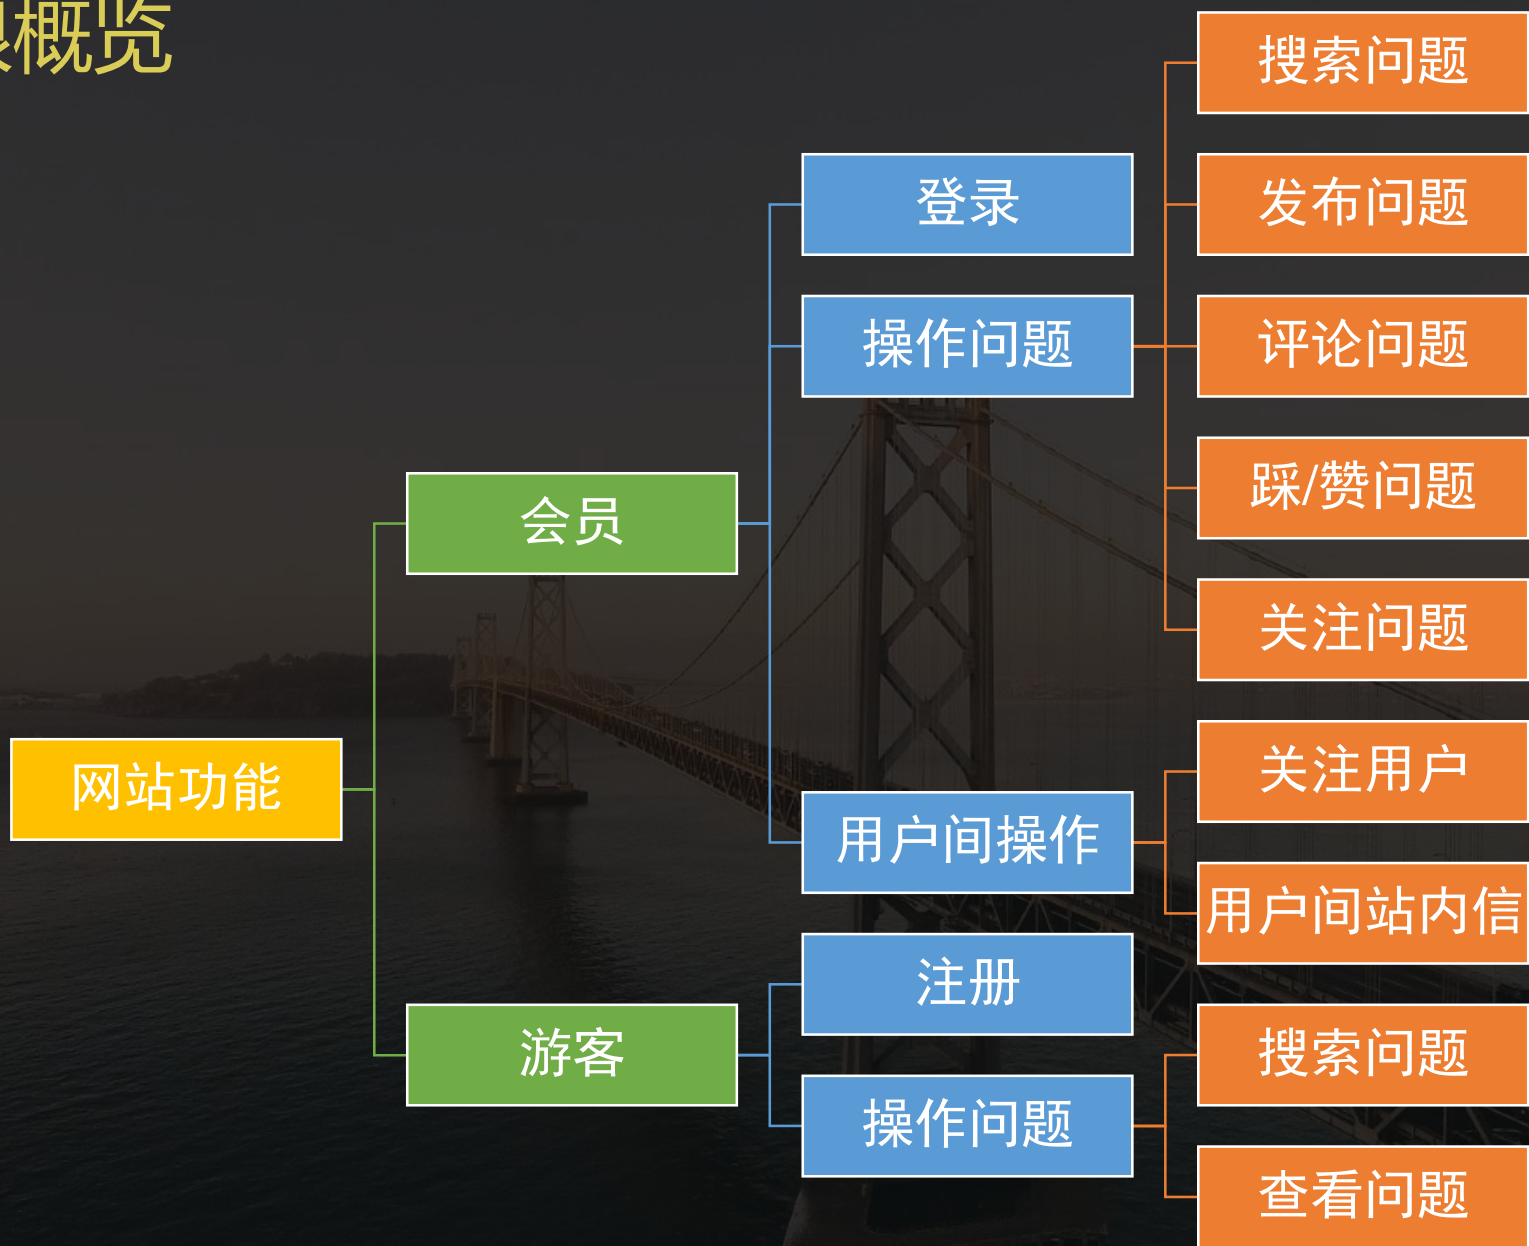 概览
搜索问题
登录
发布问题
操作问题
评论问题
会员
踩/赞问题
关注问题
网站功能
关注用户
用户间操作
用户间站内信
注册
游客
搜索问题
操作问题
查看问题